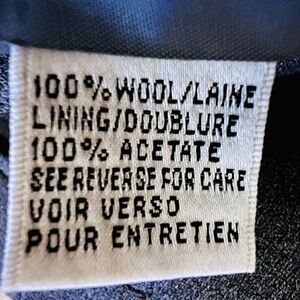 100% WOOL/LAINE
LINING/DOUBLURE
100% ACETATE
SEE REVERSE FOR CARE
VOIR VERSO
POUR ENTRETIEN